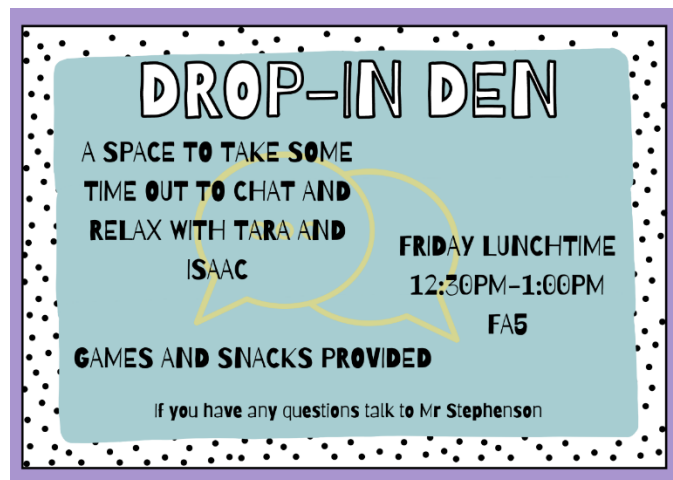 DROP-IN DEN
A SPACE TO TAKE SOME
TIME OUT TO CHAT AND
RELAX WITH TARA AND
ISAAC
FRIDAY LUNCHTIME
12:30PM-1:00PM
FA5
GAMES AND SNACKS PROVIDED
If you have any questions talk to Mr Stephenson